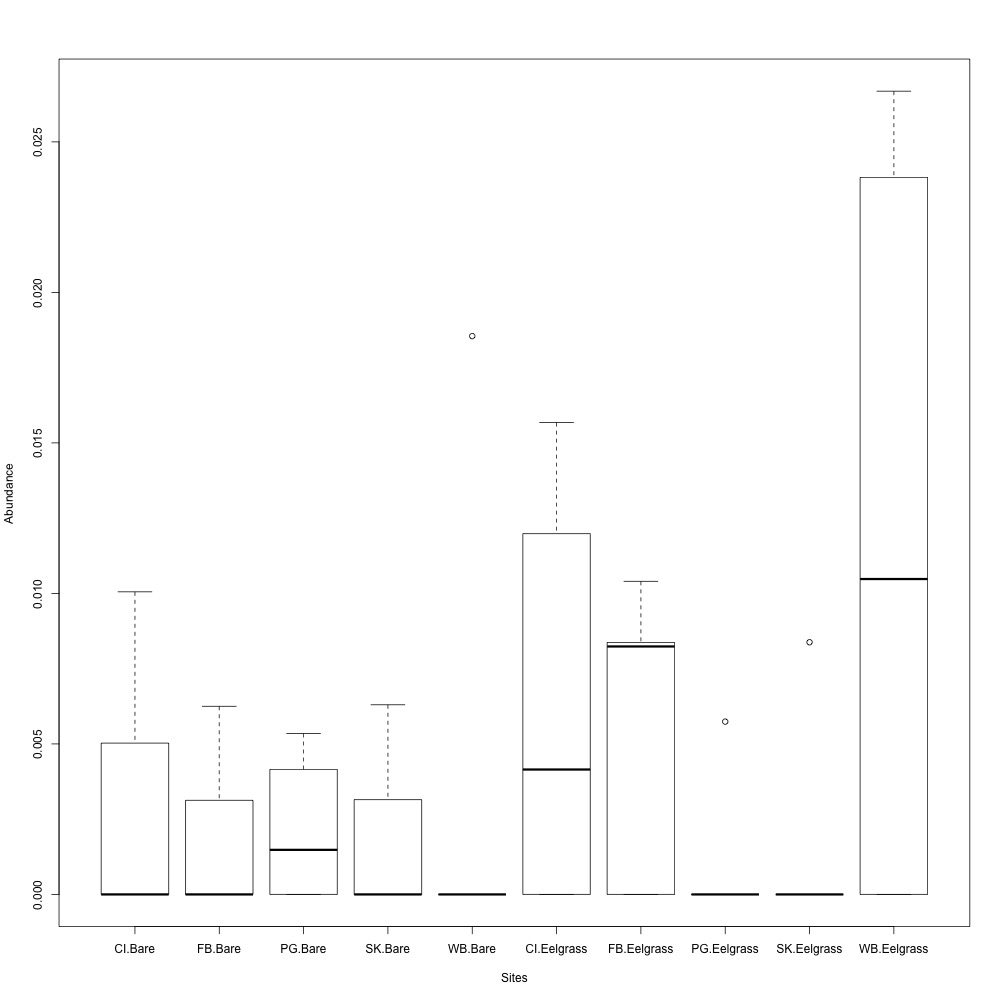 Abundance
0.025
0.020
0.015
0.010
0.005
0.000
CI.Bare FB.Bare PG.Bare SK.Bare WB.Bare CI.Eelgrass FB.Eelgrass PG.Eelgrass SK.Eelgrass WB.Eelgrass
Sites